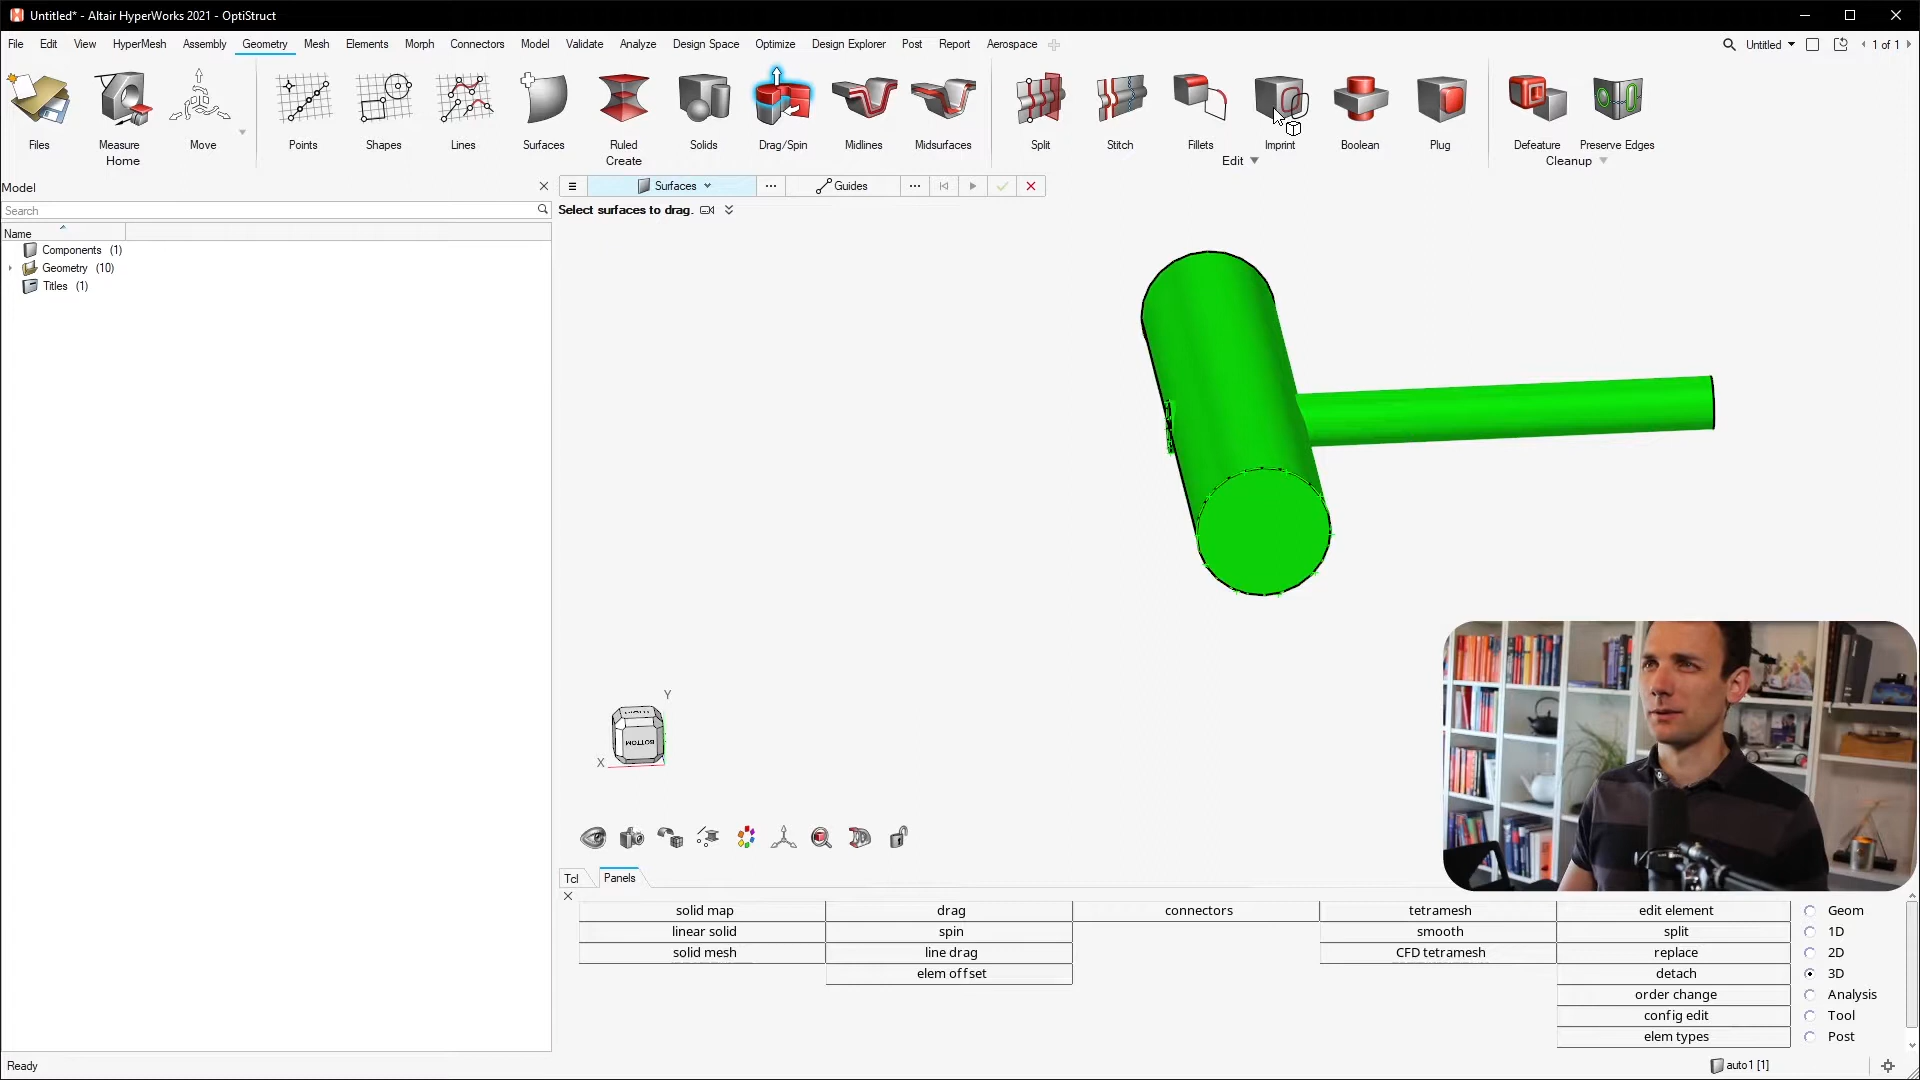 Untitled* - Altair HyperWorks 2021 - OptiStruct
File Edit View HyperMesh Assembly Geometry Mesh Elements Morph Connectors Model Validate Analyze Design Space Optimize Design Explorer Post Report Aerospace Untitled 1 of 1
Files Measure Move Points Shapes Lines Surfaces Ruled Solids Drag/Spin Midlines Midsurfaces Split Stitch Fillets Imprint Boolean Plug Defeature Preserve Edges
Home Create Edit Cleanup
Model Surfaces ... Guides ...
Search
Select surfaces to drag.
Name
Components (1)
Geometry (10)
Titles (1)
Y
BOTTOM
X
Tcl Panels
solid map drag connectors tetramesh edit element Geom
linear solid spin smooth split 1D
solid mesh line drag CFD tetramesh replace 2D
elem offset detach 3D
order change Analysis
config edit Tool
elem types Post
Ready auto1 [1]